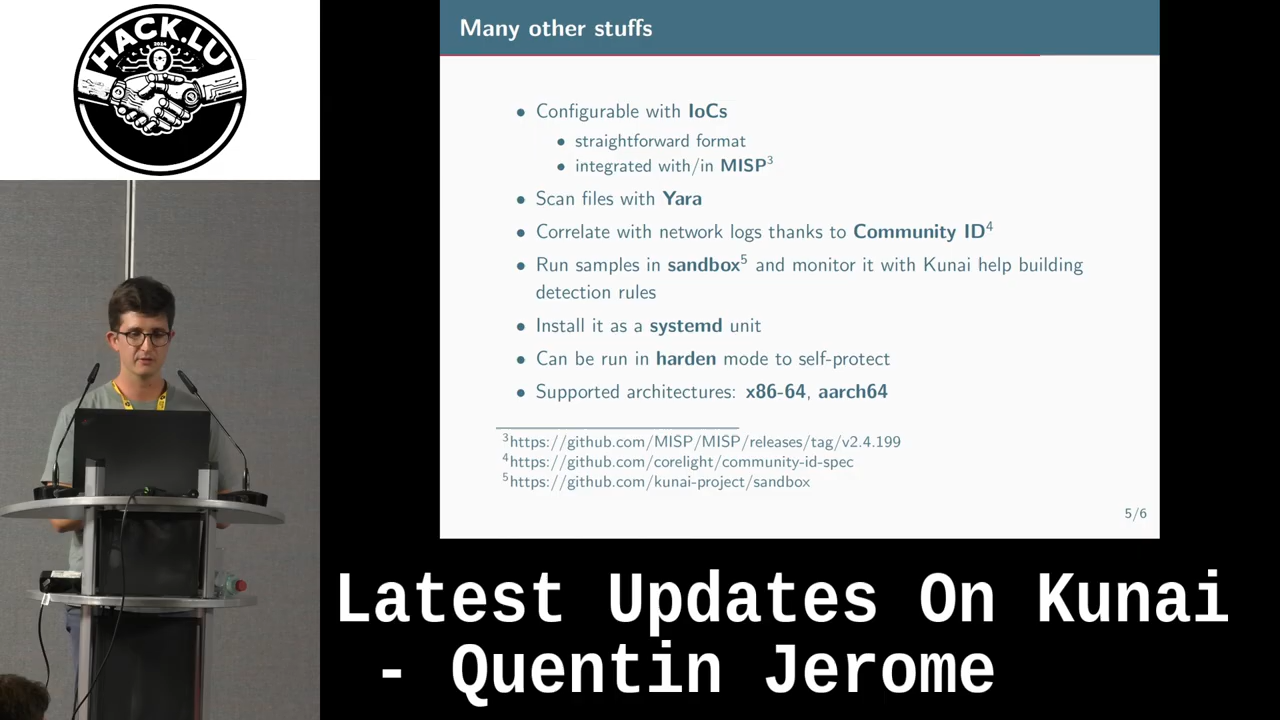 HACK.LU
2024
Many other stuffs
• Configurable with IoCs
• straightforward format
• integrated with/in MISP3
• Scan files with Yara
• Correlate with network logs thanks to Community ID4
• Run samples in sandbox5 and monitor it with Kunai help building
detection rules
• Install it as a systemd unit
• Can be run in harden mode to self-protect
• Supported architectures: x86-64, aarch64
3https://github.com/MISP/MISP/releases/tag/v2.4.199
4https://github.com/corelight/community-id-spec
5https://github.com/kunai-project/sandbox
5/6
Latest Updates On Kunai
- Quentin Jerome